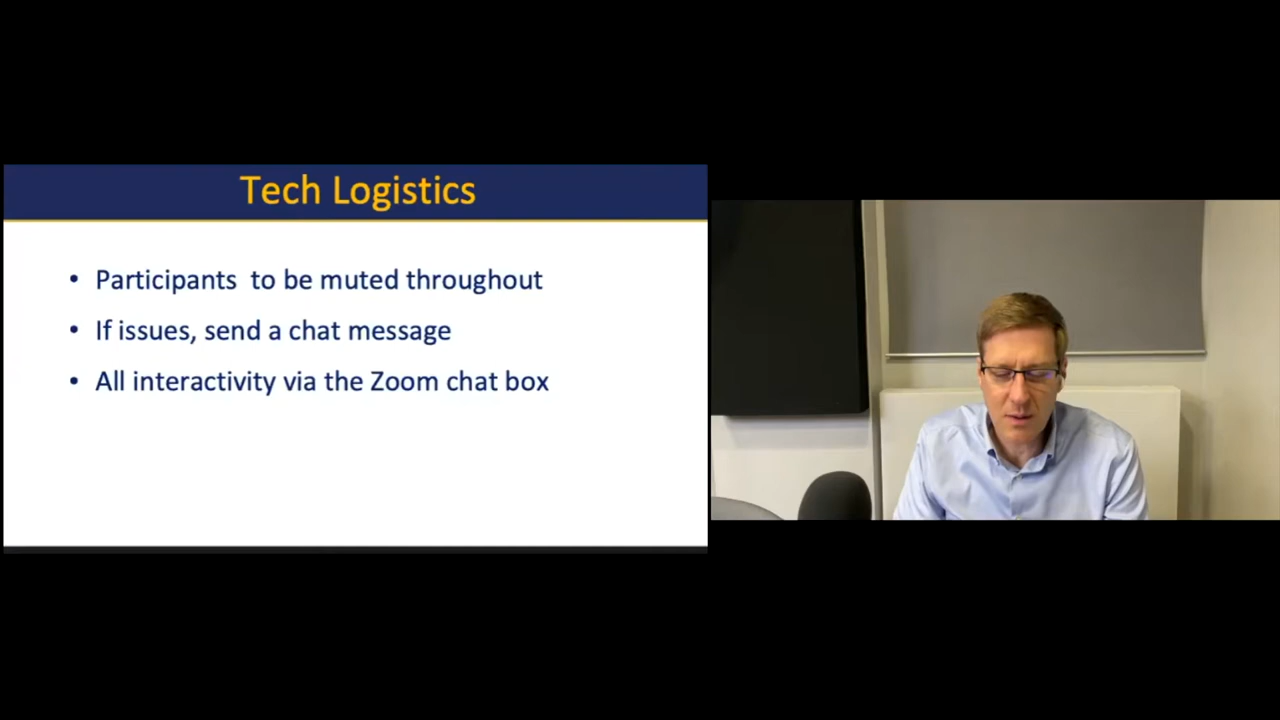 Tech Logistics
• Participants  to be muted throughout
• If issues, send a chat message
• All interactivity via the Zoom chat box